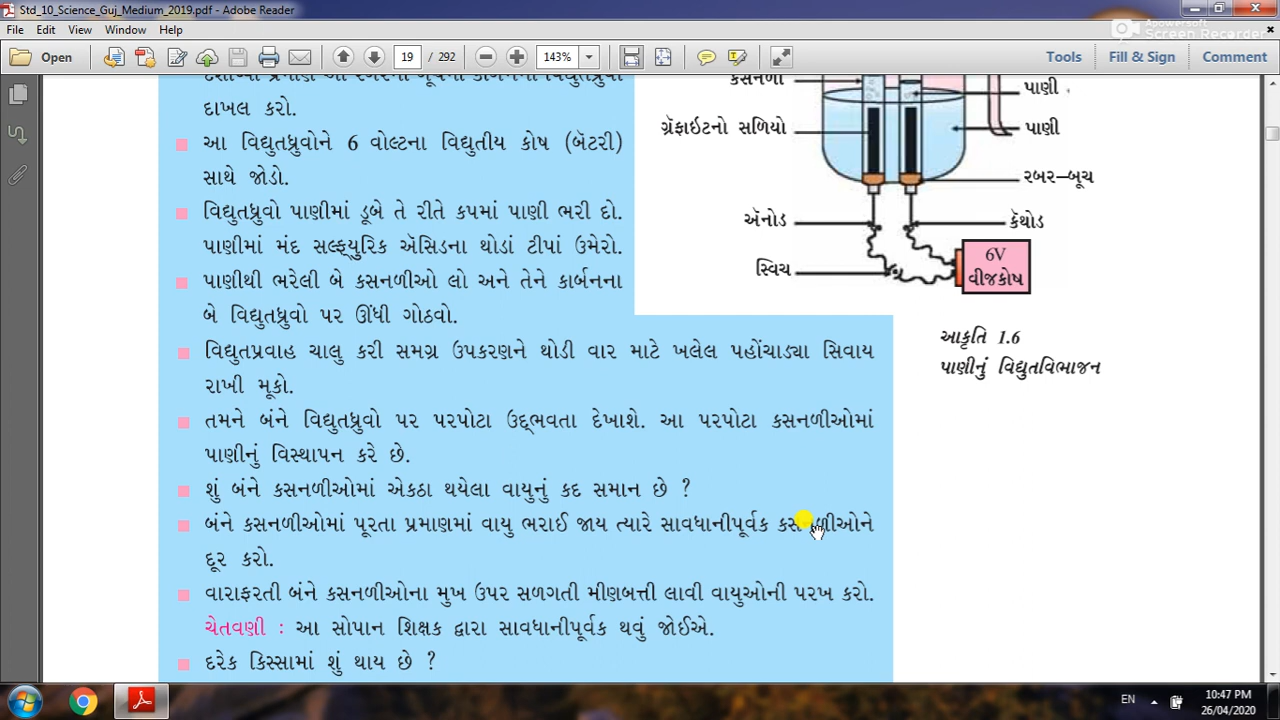 Std_10_Science_Guj_Medium_2019.pdf - Adobe Reader
File Edit View Window Help
Apowersoft
Screen Recorder
Open 19 / 292 143% Tools Fill & Sign Comment
દાખલ કરો.
આ વિદ્યુતધ્રુવોને 6 વોલ્ટના વિદ્યુતીય કોષ (બૅટરી)
સાથે જોડો.
વિદ્યુતધ્રુવો પાણીમાં ડૂબે તે રીતે કપમાં પાણી ભરી દો.
પાણીમાં મંદ સલ્ફ્યુરિક ઍસિડના થોડાં ટીપાં ઉમેરો.
પાણીથી ભરેલી બે કસનળીઓ લો અને તેને કાર્બનના
બે વિદ્યુતધ્રુવો પર ઊંધી ગોઠવો.
વિદ્યુતપ્રવાહ ચાલુ કરી સમગ્ર ઉપકરણને થોડી વાર માટે ખલેલ પહોંચાડ્યા સિવાય
રાખી મૂકો.
તમને બંને વિદ્યુતધ્રુવો પર પરપોટા ઉદ્ભવતા દેખાશે. આ પરપોટા કસનળીઓમાં
પાણીનું વિસ્થાપન કરે છે.
શું બંને કસનળીઓમાં એકઠા થયેલા વાયુનું કદ સમાન છે ?
બંને કસનળીઓમાં પૂરતા પ્રમાણમાં વાયુ ભરાઈ જાય ત્યારે સાવધાનીપૂર્વક કસનળીઓને
દૂર કરો.
વારાફરતી બંને કસનળીઓના મુખ ઉપર સળગતી મીણબત્તી લાવી વાયુઓની પરખ કરો.
ચેતવણી : આ સોપાન શિક્ષક દ્વારા સાવધાનીપૂર્વક થવું જોઈએ.
દરેક કિસ્સામાં શું થાય છે ?
કસનળી
પાણી
ગ્રૅફાઇટનો સળિયો
પાણી
રબર-બૂચ
ઍનોડ
કૅથોડ
સ્વિચ
6V
વીજકોષ
આકૃતિ 1.6
પાણીનું વિદ્યુતવિભાજન
EN
10:47 PM
26/04/2020